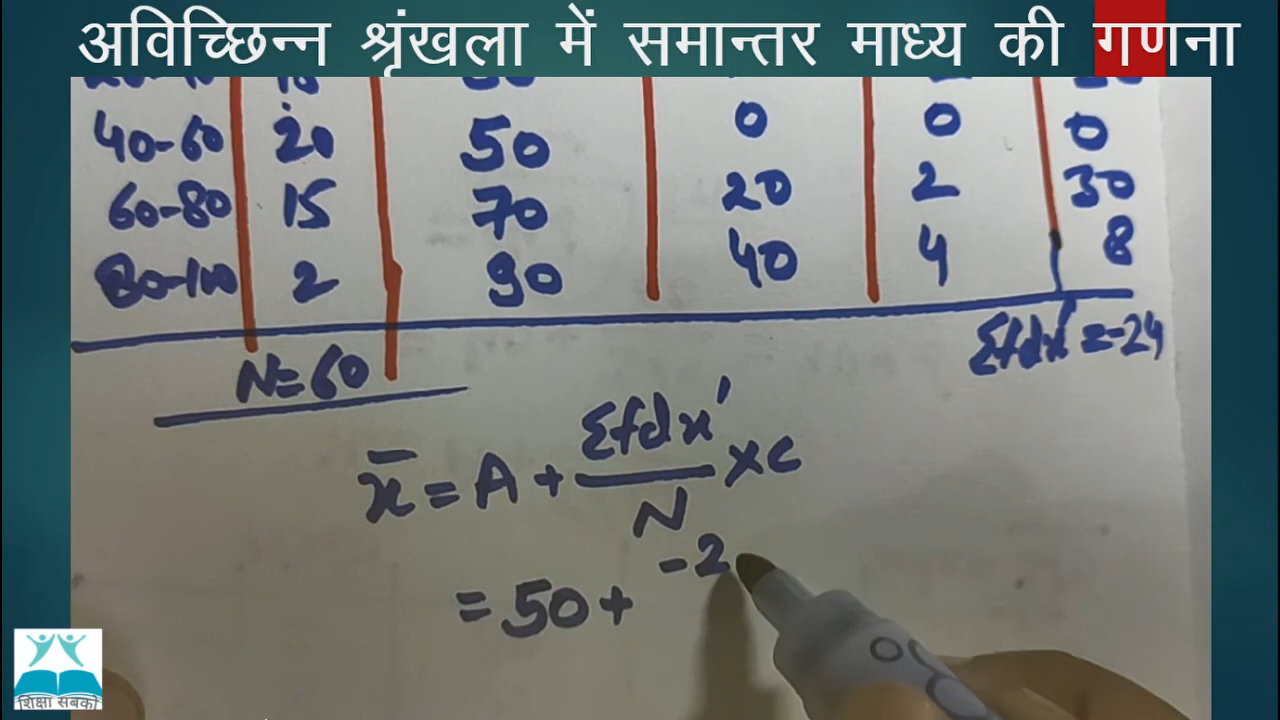 अविच्छिन्न श्रृंखला में समान्तर माध्य की गणना
40-60 20 50 0 0 0
60-80 15 70 20 2 30
80-100 2 90 40 4 8
N=60 Σfdx'=-24
x̄ = A + Σfdx'/N ×c
= 50 + -2
शिक्षा सबको